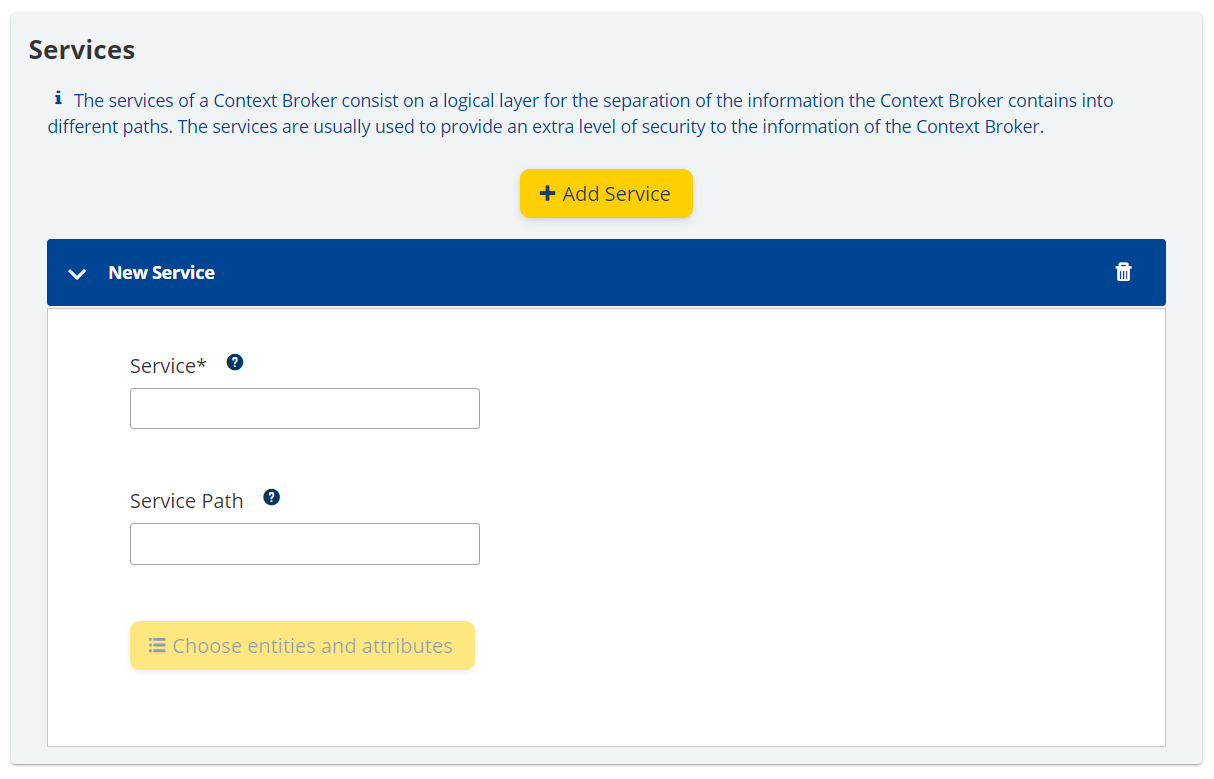 Services
The services of a Context Broker consist on a logical layer for the separation of the information the Context Broker contains into
different paths. The services are usually used to provide an extra level of security to the information of the Context Broker.
Add Service
New Service
Service*
Service Path
Choose entities and attributes